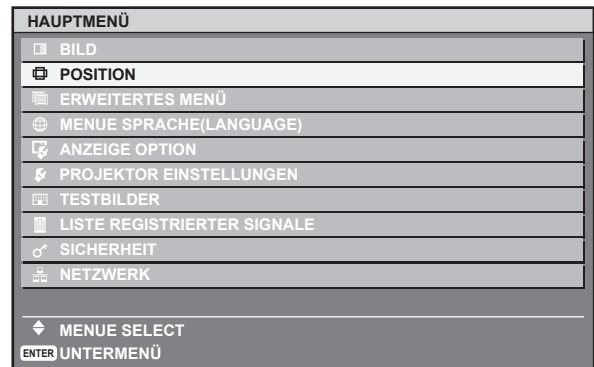 HAUPTMENÜ
BILD
POSITION
ERWEITERTES MENÜ
MENUE SPRACHE(LANGUAGE)
ANZEIGE OPTION
PROJEKTOR EINSTELLUNGEN
TESTBILDER
LISTE REGISTRIERTER SIGNALE
SICHERHEIT
NETZWERK
MENUE SELECT
ENTER UNTERMENÜ